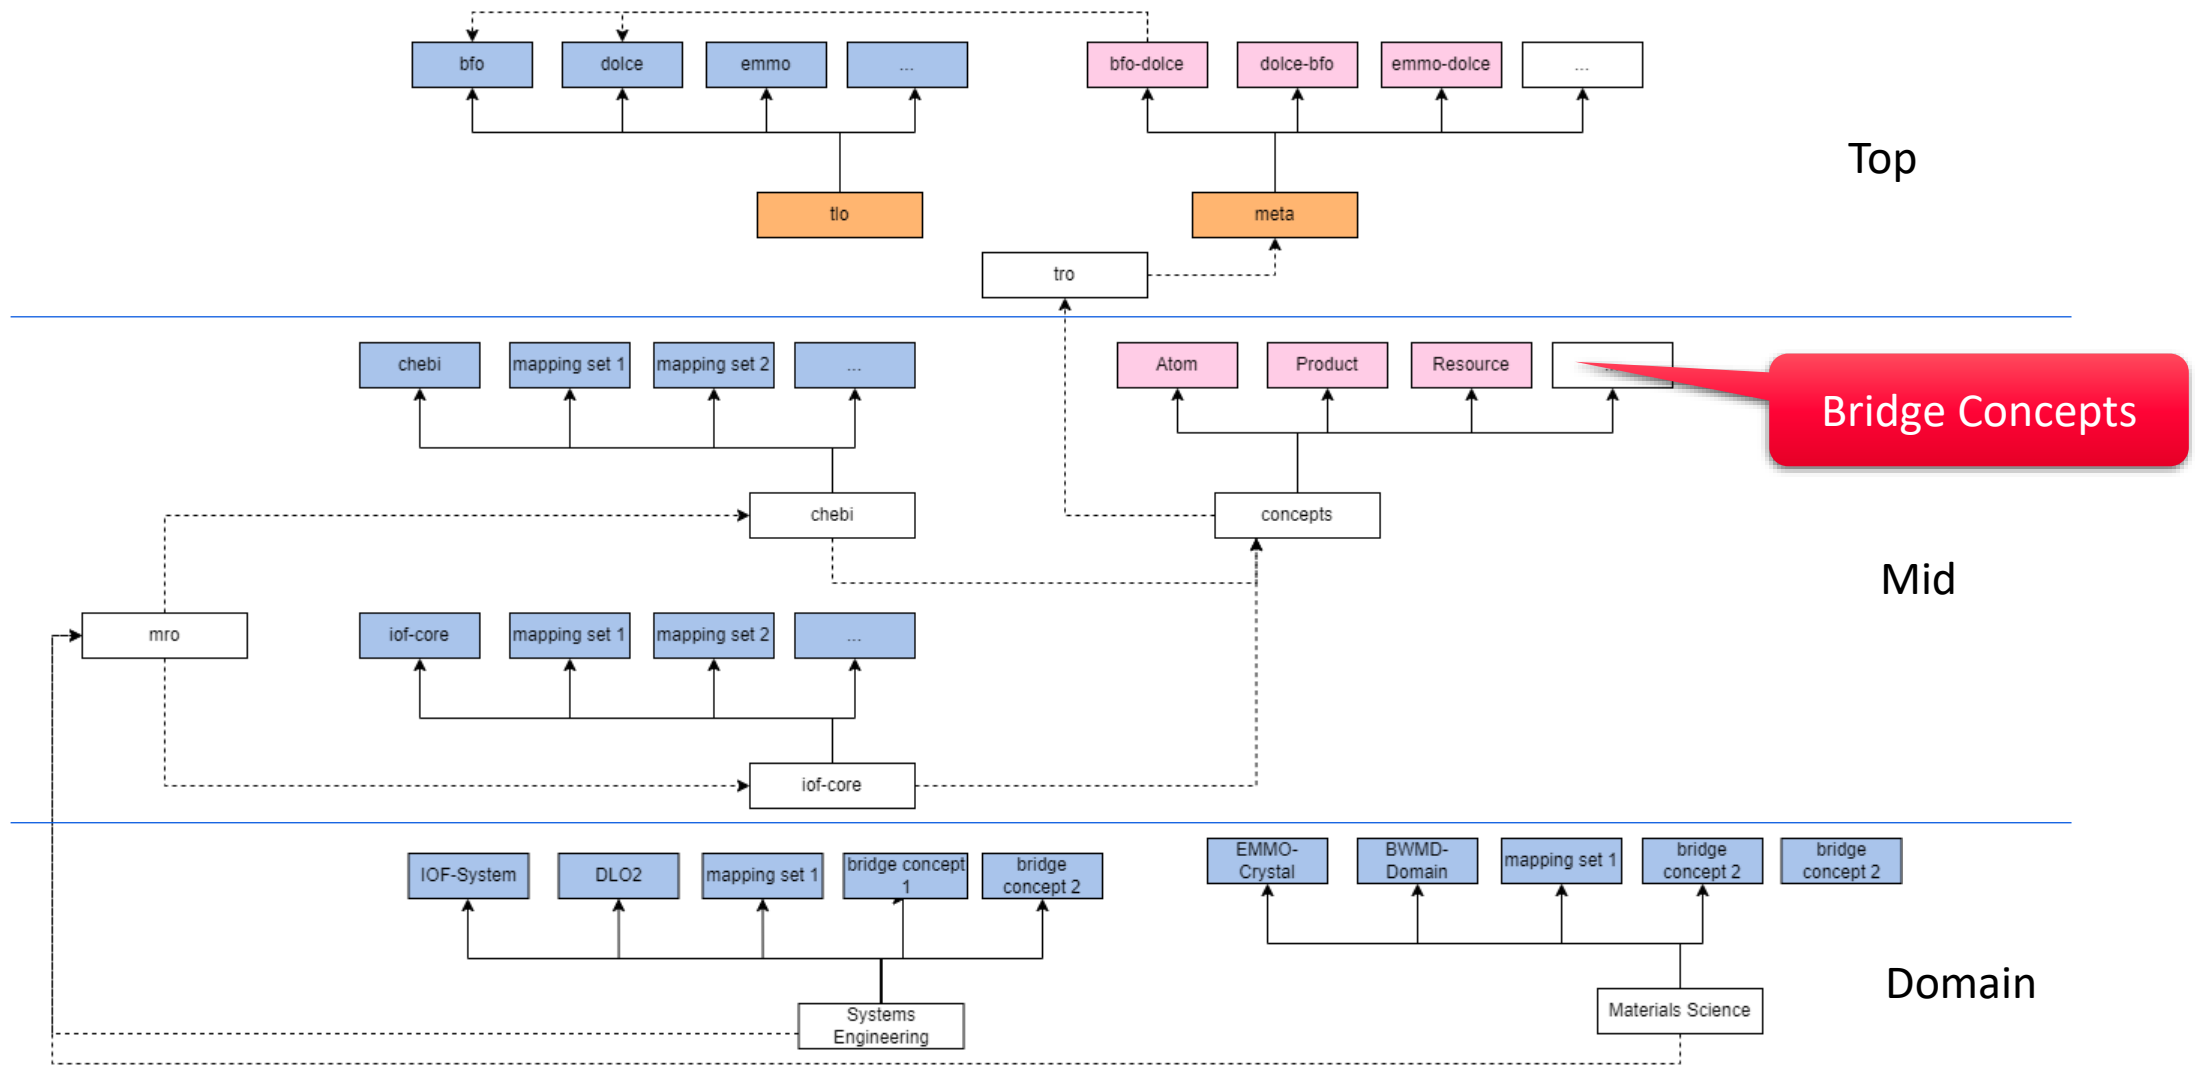 bfo
dolce
emmo
...
bfo-dolce
dolce-bfo
emmo-dolce
...
Top
tlo
meta
tro
chebi
mapping set 1
mapping set 2
...
Atom
Product
Resource
...
Bridge Concepts
chebi
concepts
Mid
mro
iof-core
mapping set 1
mapping set 2
...
iof-core
IOF-System
DLO2
mapping set 1
bridge concept
1
bridge
concept 2
EMMO-
Crystal
BWMD-
Domain
mapping set 1
bridge
concept 2
bridge
concept 2
Domain
Systems
Engineering
Materials Science